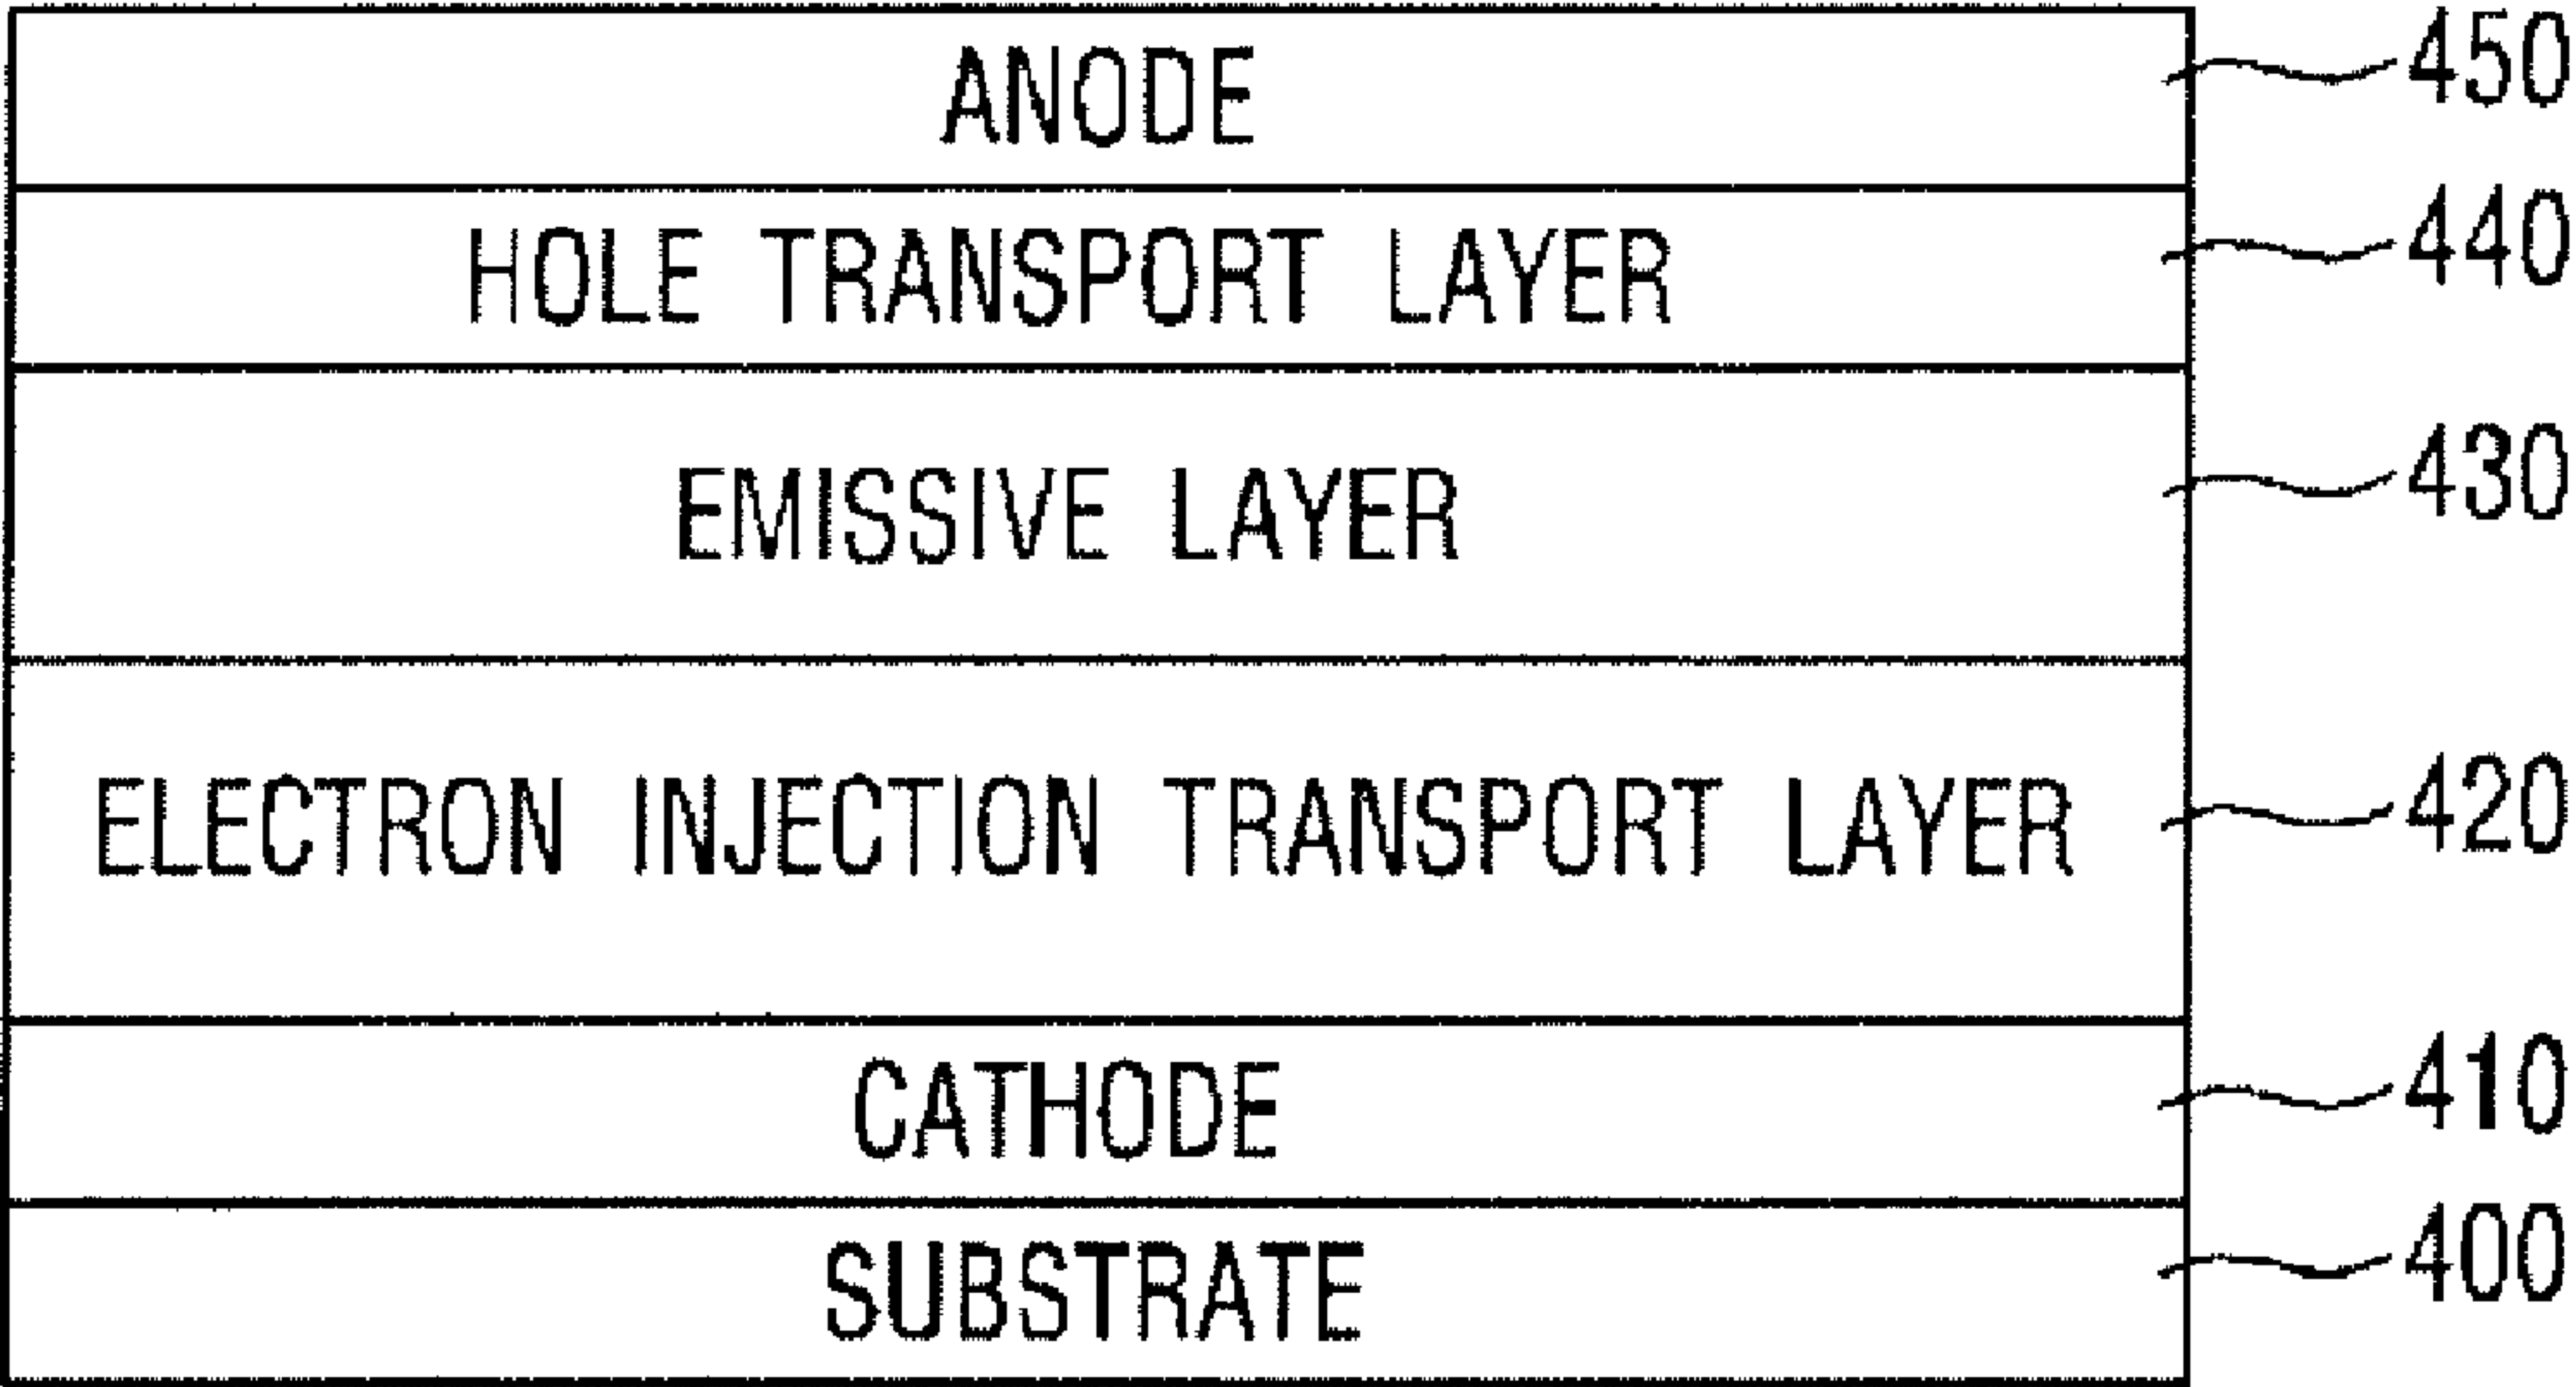 ANODE 450
HOLE TRANSPORT LAYER 440
EMISSIVE LAYER 430
ELECTRON INJECTION TRANSPORT LAYER 420
CATHODE 410
SUBSTRATE 400